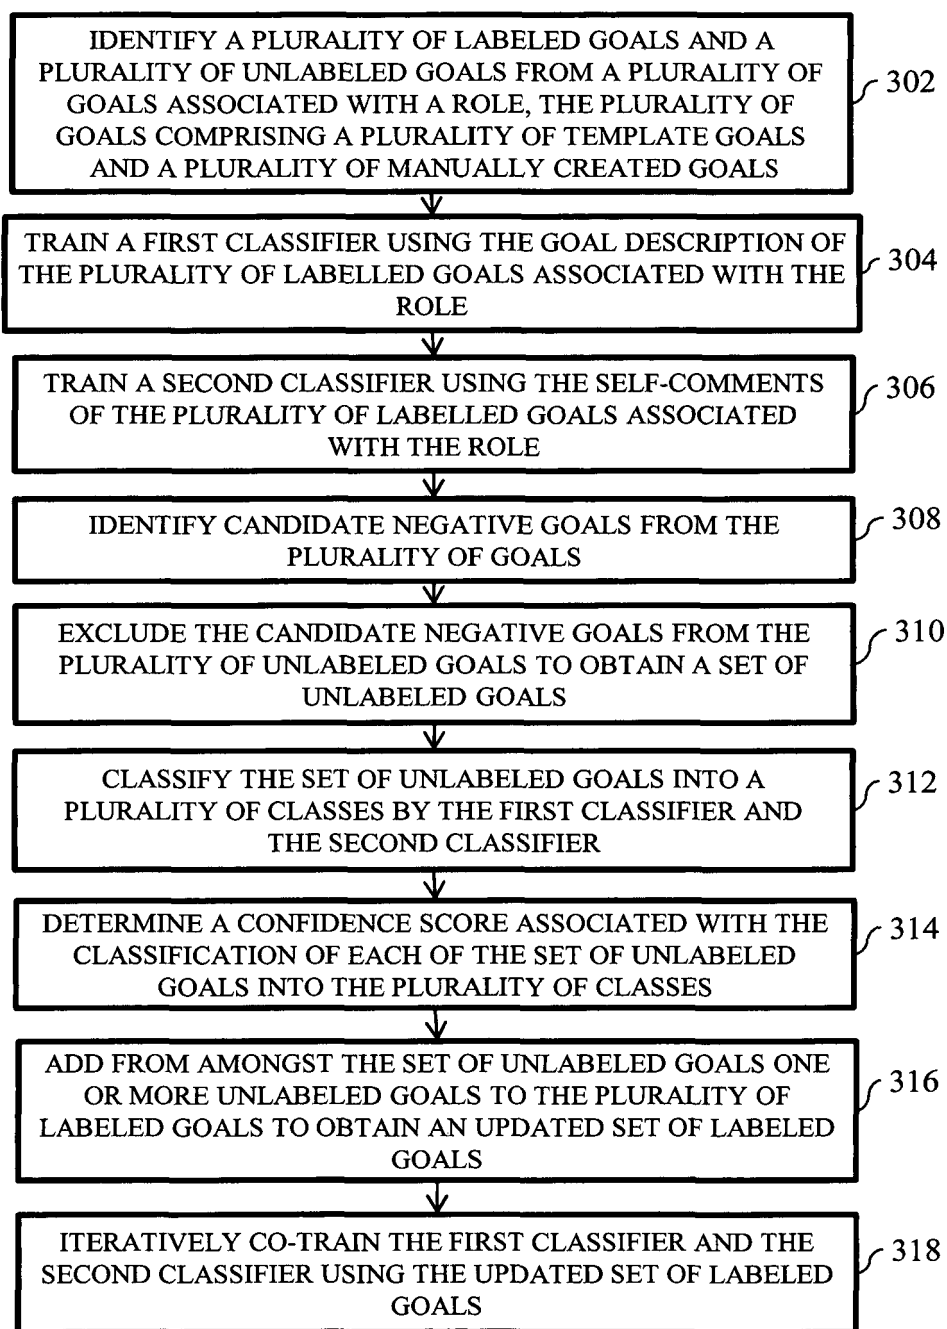 IDENTIFY A PLURALITY OF LABELED GOALS AND A
PLURALITY OF UNLABELED GOALS FROM A PLURALITY OF
GOALS ASSOCIATED WITH A ROLE, THE PLURALITY OF
GOALS COMPRISING A PLURALITY OF TEMPLATE GOALS
AND A PLURALITY OF MANUALLY CREATED GOALS
302
TRAIN A FIRST CLASSIFIER USING THE GOAL DESCRIPTION OF
THE PLURALITY OF LABELLED GOALS ASSOCIATED WITH THE
ROLE
304
TRAIN A SECOND CLASSIFIER USING THE SELF-COMMENTS
OF THE PLURALITY OF LABELLED GOALS ASSOCIATED
WITH THE ROLE
306
IDENTIFY CANDIDATE NEGATIVE GOALS FROM THE
PLURALITY OF GOALS
308
EXCLUDE THE CANDIDATE NEGATIVE GOALS FROM THE
PLURALITY OF UNLABELED GOALS TO OBTAIN A SET OF
UNLABELED GOALS
310
CLASSIFY THE SET OF UNLABELED GOALS INTO A
PLURALITY OF CLASSES BY THE FIRST CLASSIFIER AND
THE SECOND CLASSIFIER
312
DETERMINE A CONFIDENCE SCORE ASSOCIATED WITH THE
CLASSIFICATION OF EACH OF THE SET OF UNLABELED
GOALS INTO THE PLURALITY OF CLASSES
314
ADD FROM AMONGST THE SET OF UNLABELED GOALS ONE
OR MORE UNLABELED GOALS TO THE PLURALITY OF
LABELED GOALS TO OBTAIN AN UPDATED SET OF LABELED
GOALS
316
ITERATIVELY CO-TRAIN THE FIRST CLASSIFIER AND THE
SECOND CLASSIFIER USING THE UPDATED SET OF LABELED
GOALS
318